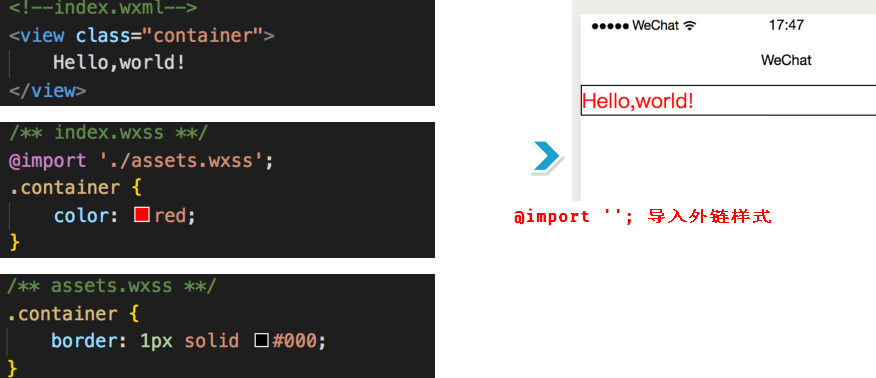 <!--index.wxml-->
<view class="container">
Hello,world!
</view>
/** index.wxss **/
@import './assets.wxss';
.container {
color: red;
}
/** assets.wxss **/
.container {
border: 1px solid #000;
}
WeChat 17:47
WeChat
Hello,world!
@import ''; 导入外链样式